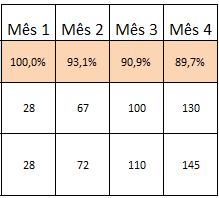 Mês 1 Mês 2 Mês 3 Mês 4
100,0% 93,1% 90,9% 89,7%
28 67 100 130
28 72 110 145